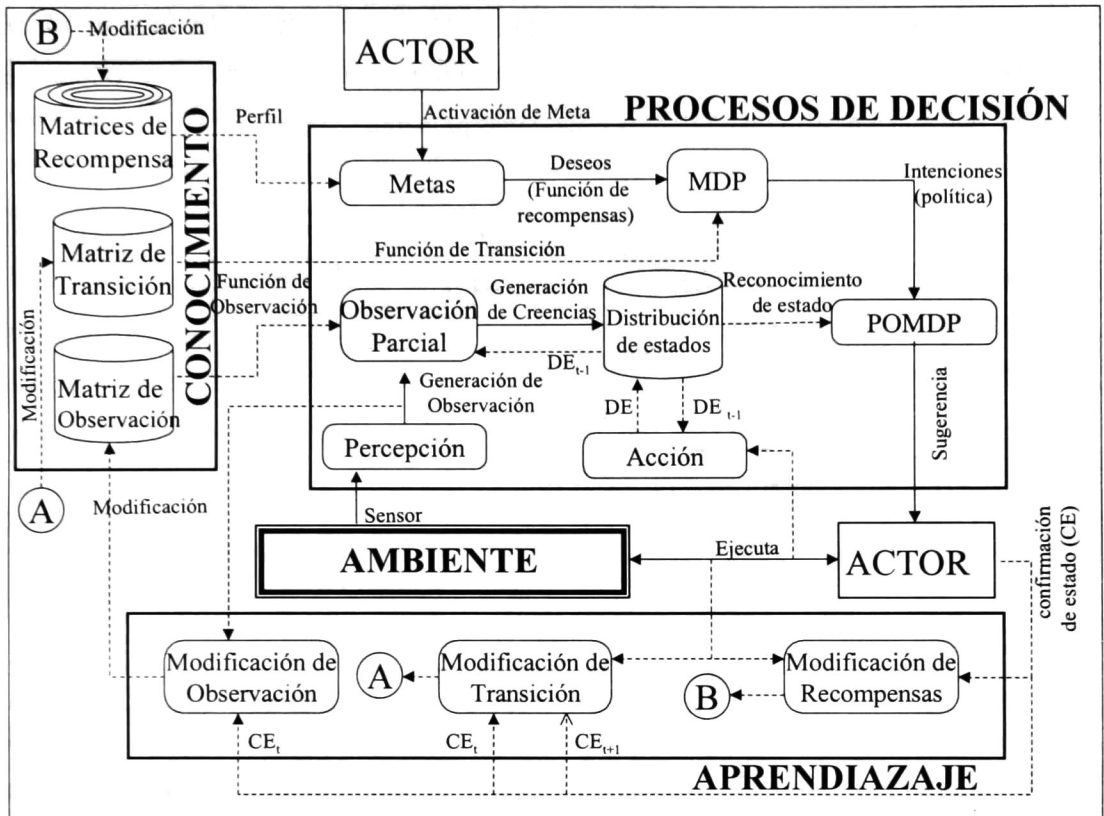 B
Modificación
ACTOR
Activación de Meta
PROCESOS DE DECISIÓN
CONOCIMIENTO
Matrices de
Recompensa
Perfil
Metas
Deseos
(Función de
recompensas)
MDP
Intenciones
(política)
Matriz de
Transición
Función de Transición
Función de
Observación
Observación
Parcial
Generación
de Creencias
Distribución
de estados
Reconocimiento
de estado
POMDP
DEt-1
Matriz de
Observación
Modificación
Generación de
Observación
DE
DE t-1
Percepción
Acción
Sugerencia
A
Modificación
Sensor
AMBIENTE
Ejecuta
ACTOR
confirmación
de estado (CE)
Modificación de
Observación
A
Modificación de
Transición
B
Modificación de
Recompensas
CEt
CEt
CEt+1
APRENDIAZAJE